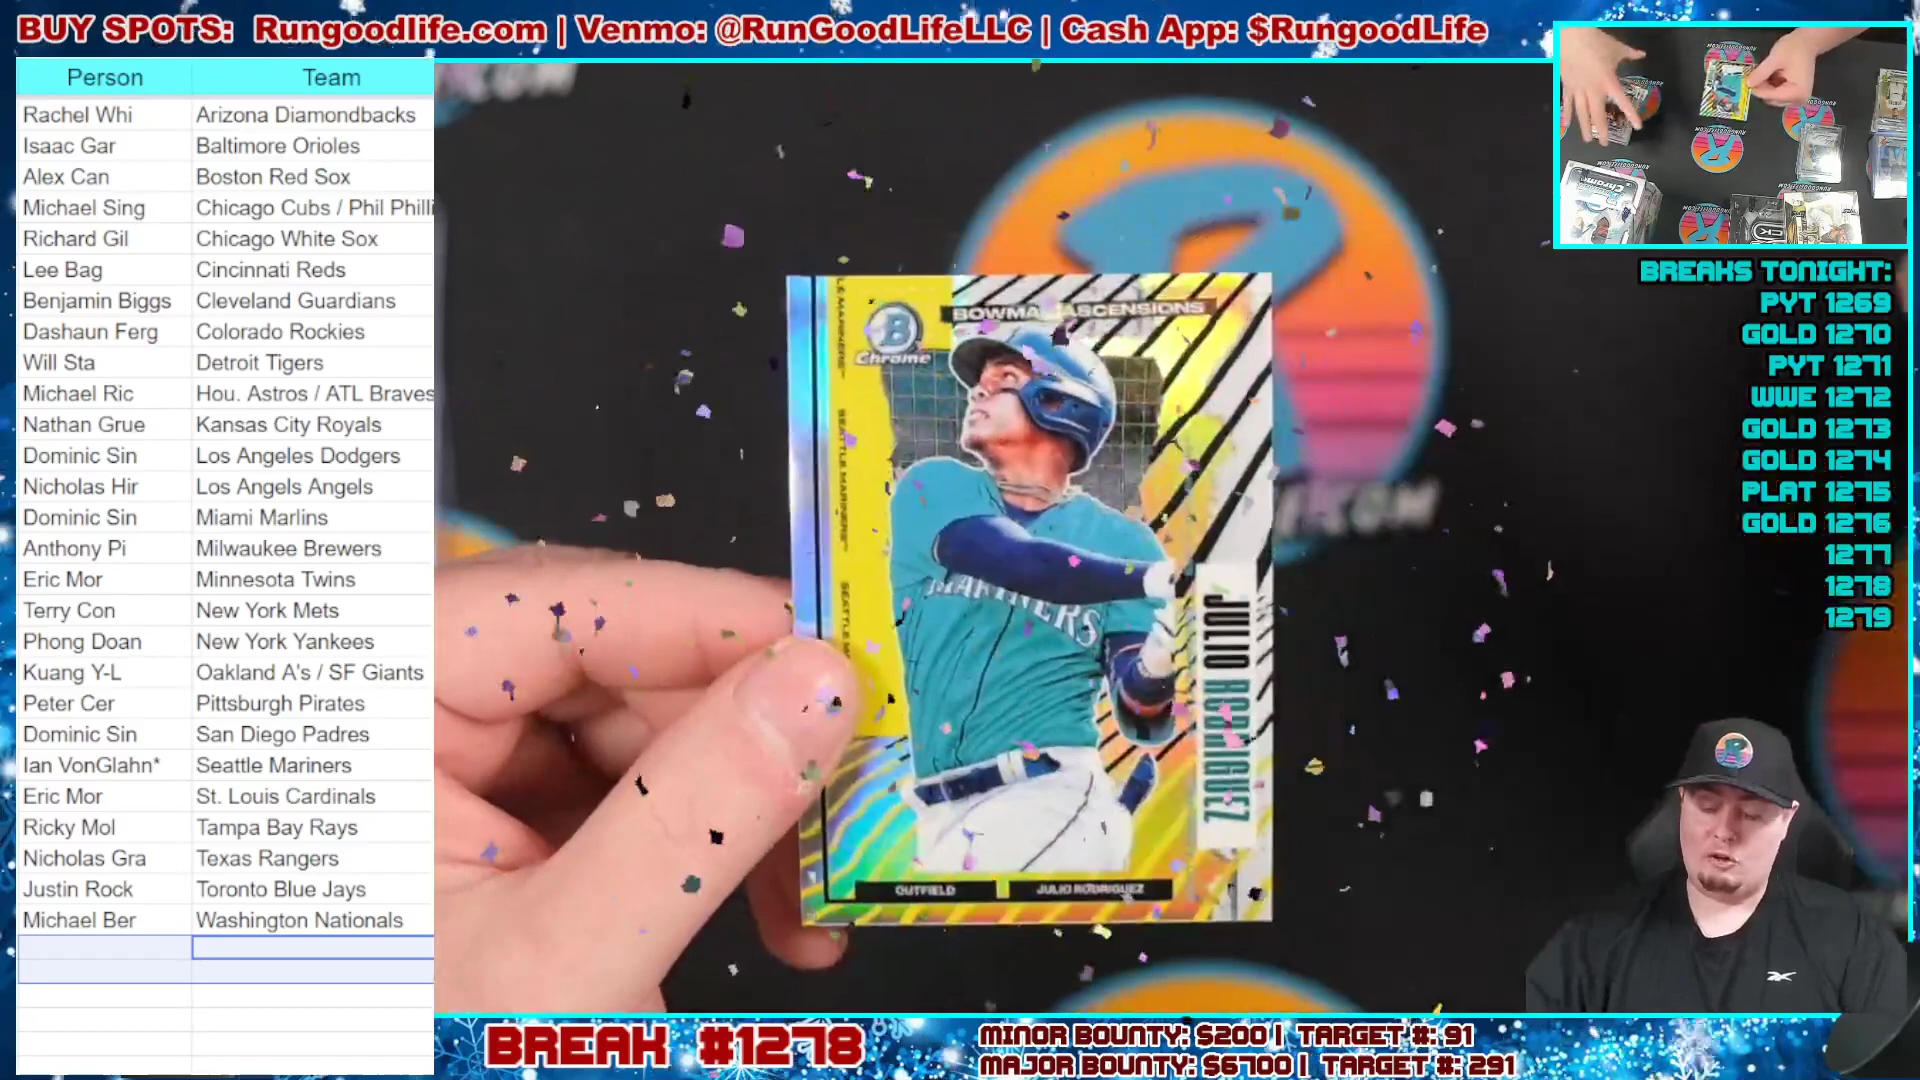 BUY SPOTS: Rungoodlife.com | Venmo: @RunGoodLifeLLC | Cash App: $RungoodLife
Person Team
Rachel Whi Arizona Diamondbacks
Isaac Gar Baltimore Orioles
Alex Can Boston Red Sox
Michael Sing Chicago Cubs / Phil Philli
Richard Gil Chicago White Sox
Lee Bag Cincinnati Reds
Benjamin Biggs Cleveland Guardians
Dashaun Ferg Colorado Rockies
Will Sta Detroit Tigers
Michael Ric Hou. Astros / ATL Braves
Nathan Grue Kansas City Royals
Dominic Sin Los Angeles Dodgers
Nicholas Hir Los Angels Angels
Dominic Sin Miami Marlins
Anthony Pi Milwaukee Brewers
Eric Mor Minnesota Twins
Terry Con New York Mets
Phong Doan New York Yankees
Kuang Y-L Oakland A's / SF Giants
Peter Cer Pittsburgh Pirates
Dominic Sin San Diego Padres
Ian VonGlahn* Seattle Mariners
Eric Mor St. Louis Cardinals
Ricky Mol Tampa Bay Rays
Nicholas Gra Texas Rangers
Justin Rock Toronto Blue Jays
Michael Ber Washington Nationals
BOWMA ASCENSIONS
B
Chrome
SEATTLE MARINERS
MARINERS
JULIO RODRIGUEZ
OUTFIELD JULIO RODRIGUEZ
BREAKS TONIGHT:
PYT 1269
GOLD 1270
PYT 1271
WWE 1272
GOLD 1273
GOLD 1274
PLAT 1275
GOLD 1276
1277
1278
1279
BREAK #1278
MINOR BOUNTY: $200 | TARGET #: 91
MAJOR BOUNTY: $6700 | TARGET #: 291